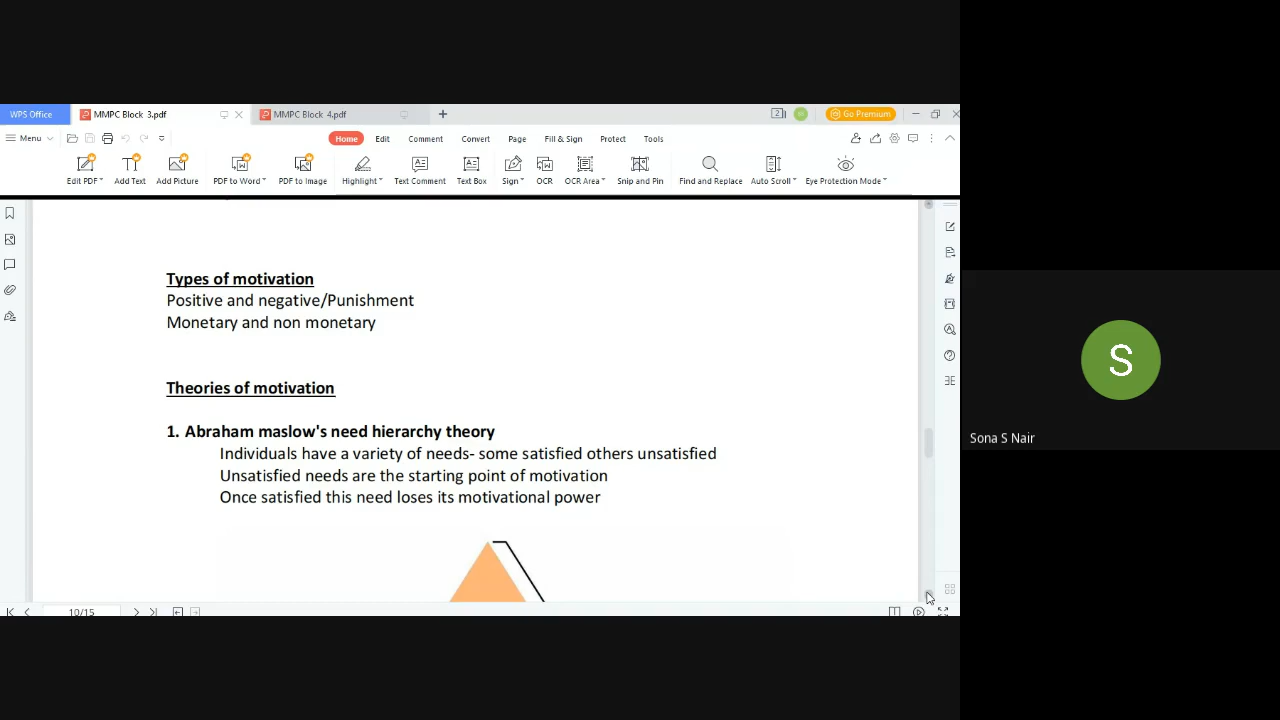 WPS Office
MMPC Block 3.pdf
MMPC Block 4.pdf
Go Premium
Menu
Home
Edit
Comment
Convert
Page
Fill & Sign
Protect
Tools
Edit PDF
Add Text
Add Picture
PDF to Word
PDF to Image
Highlight
Text Comment
Text Box
Sign
OCR
OCR Area
Snip and Pin
Find and Replace
Auto Scroll
Eye Protection Mode
Types of motivation
Positive and negative/Punishment
Monetary and non monetary
Theories of motivation
1. Abraham maslow's need hierarchy theory
Individuals have a variety of needs- some satisfied others unsatisfied
Unsatisfied needs are the starting point of motivation
Once satisfied this need loses its motivational power
10/15
S
Sona S Nair